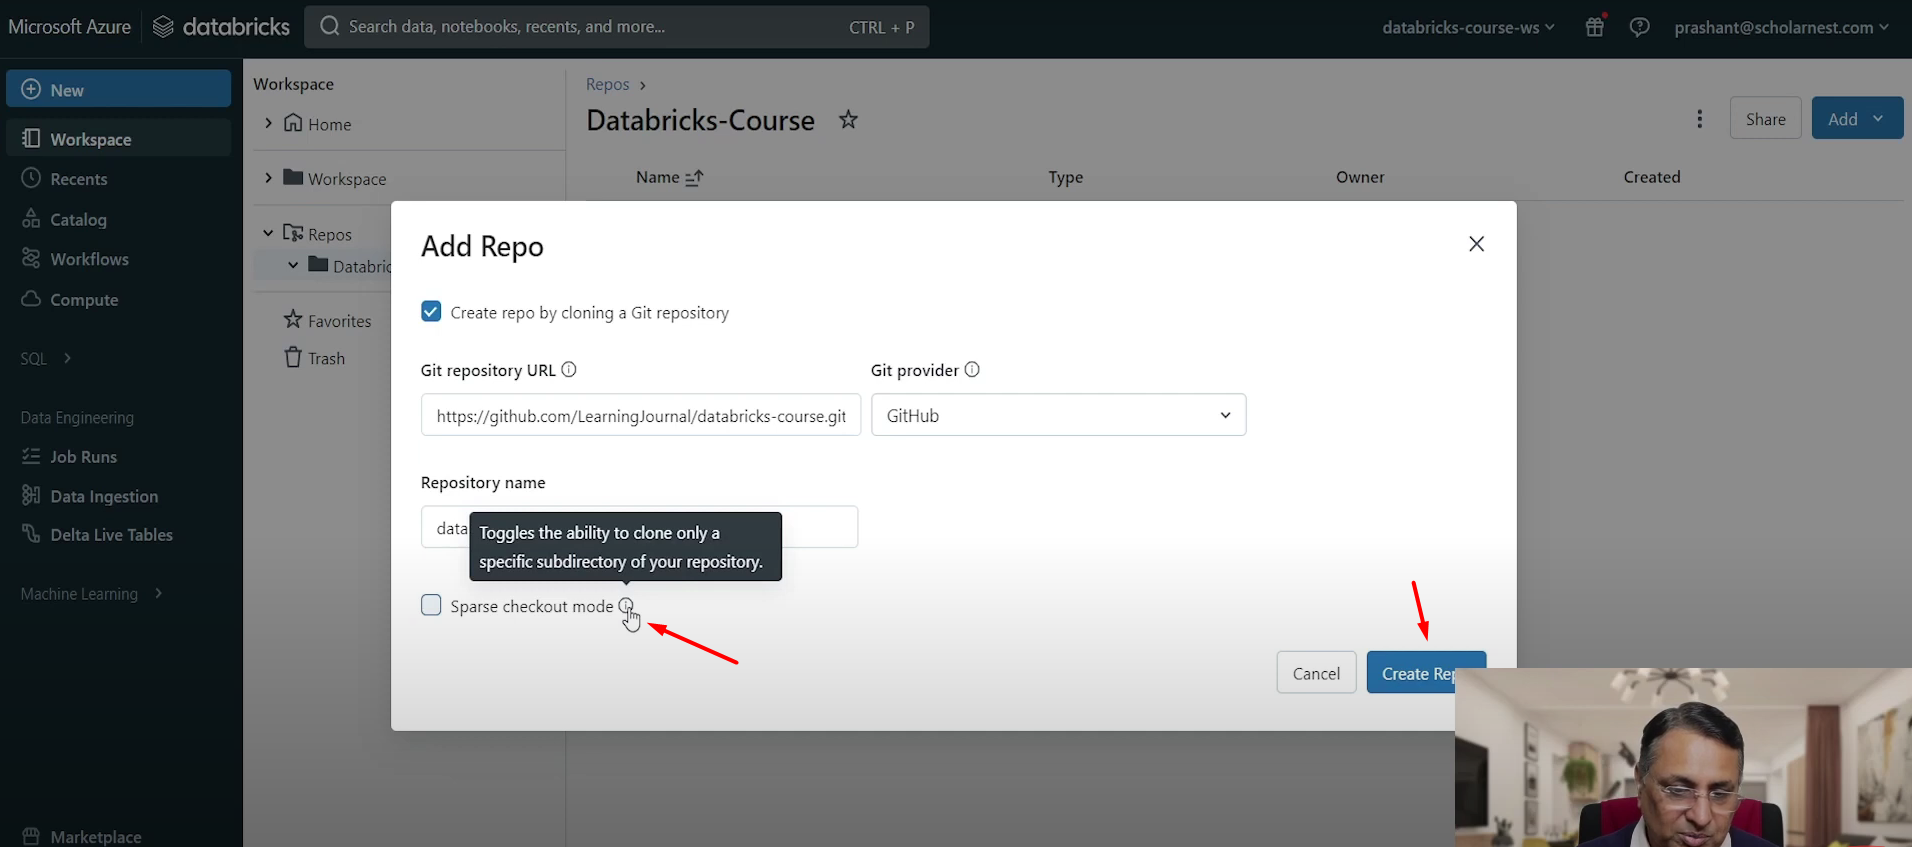 Microsoft Azure
databricks
Search data, notebooks, recents, and more...
CTRL + P
databricks-course-ws
prashant@scholarnest.com
New
Workspace
Recents
Catalog
Workflows
Compute
SQL
Data Engineering
Job Runs
Data Ingestion
Delta Live Tables
Machine Learning
Marketplace
Workspace
Home
Workspace
Repos
Databric
Favorites
Trash
Repos >
Databricks-Course
Share
Add
Name
Type
Owner
Created
Add Repo
Create repo by cloning a Git repository
Git repository URL
Git provider
https://github.com/LearningJournal/databricks-course.git
GitHub
Repository name
data
Toggles the ability to clone only a
specific subdirectory of your repository.
Sparse checkout mode
Cancel
Create Rep